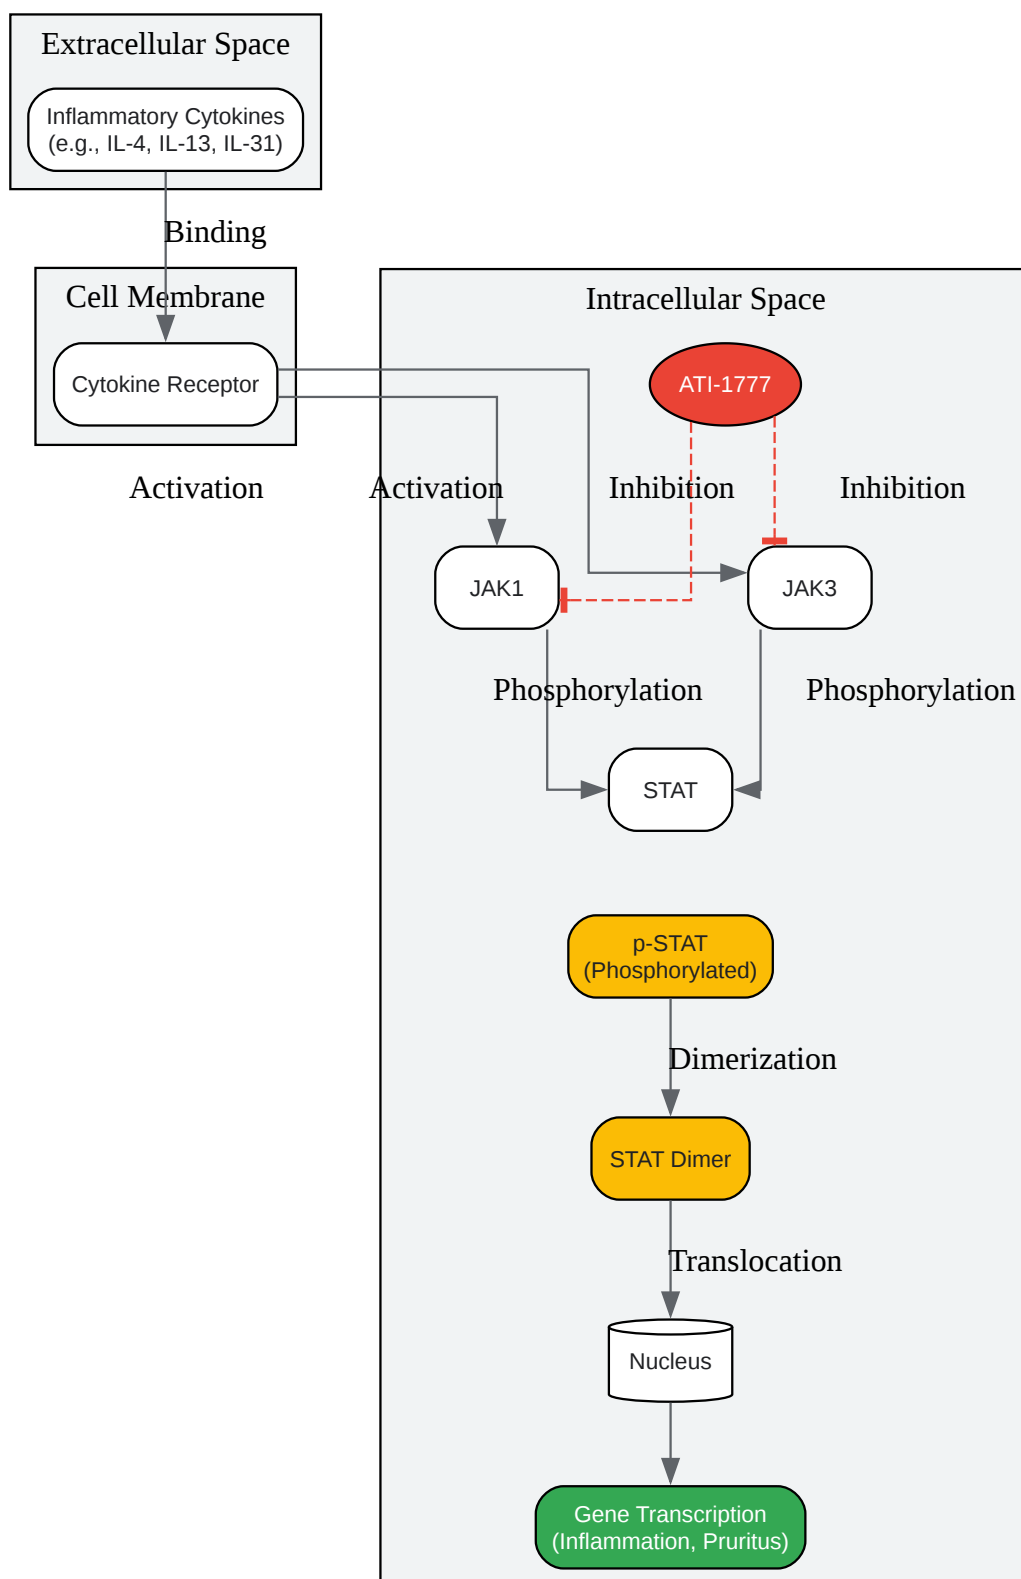 Extracellular Space
Inflammatory Cytokines
(e.g., IL-4, IL-13, IL-31)
Binding
Cell Membrane
Intracellular Space
Cytokine Receptor
ATI-1777
Activation
Activation
Inhibition
Inhibition
JAK1
JAK3
Phosphorylation
Phosphorylation
STAT
p-STAT
(Phosphorylated)
Dimerization
STAT Dimer
Translocation
Nucleus
Gene Transcription
(Inflammation, Pruritus)